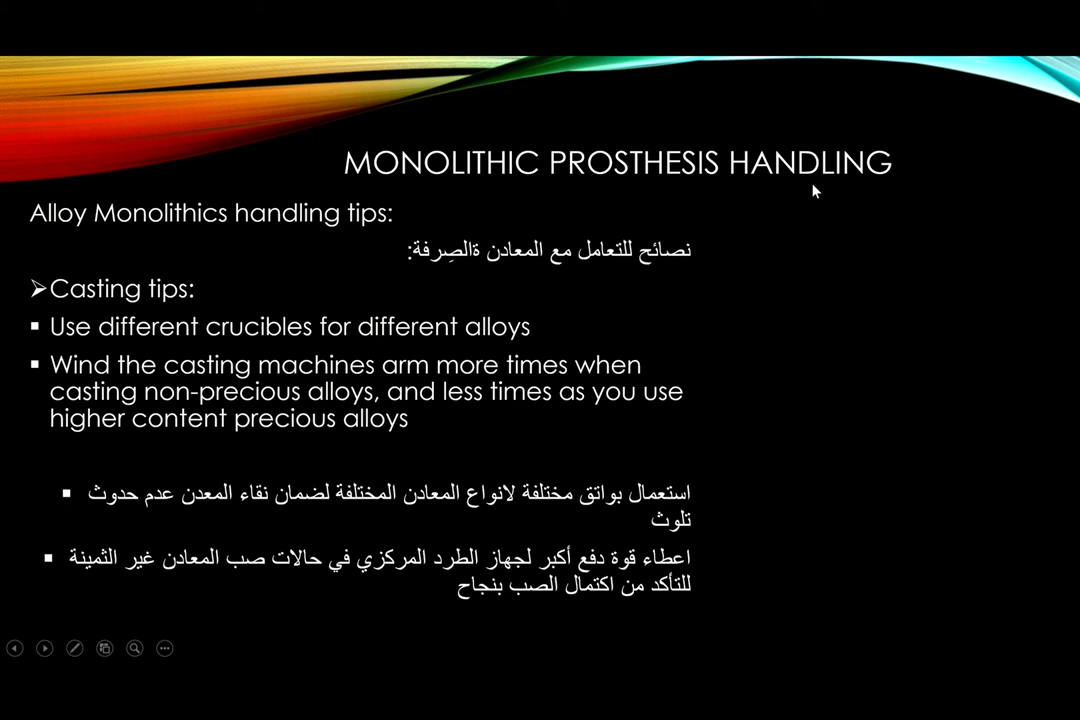 MONOLITHIC PROSTHESIS HANDLING
Alloy Monolithics handling tips:
نصائح للتعامل مع المعادن ةالصِرفة:
➢Casting tips:
▪ Use different crucibles for different alloys
▪ Wind the casting machines arm more times when
casting non-precious alloys, and less times as you use
higher content precious alloys
▪ استعمال بواتق مختلفة لانواع المعادن المختلفة لضمان نقاء المعدن عدم حدوث
تلوث
▪ اعطاء قوة دفع أكبر لجهاز الطرد المركزي في حالات صب المعادن غير الثمينة
للتأكد من اكتمال الصب بنجاح